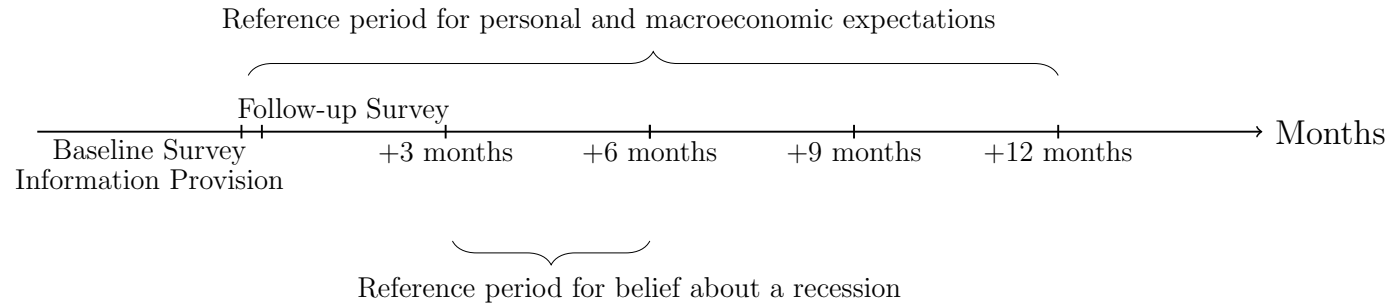 Reference period for personal and macroeconomic expectations
Follow-up Survey
Months
Baseline Survey
+3 months
+6 months
+9 months
+12 months
Information Provision
Reference period for belief about a recession